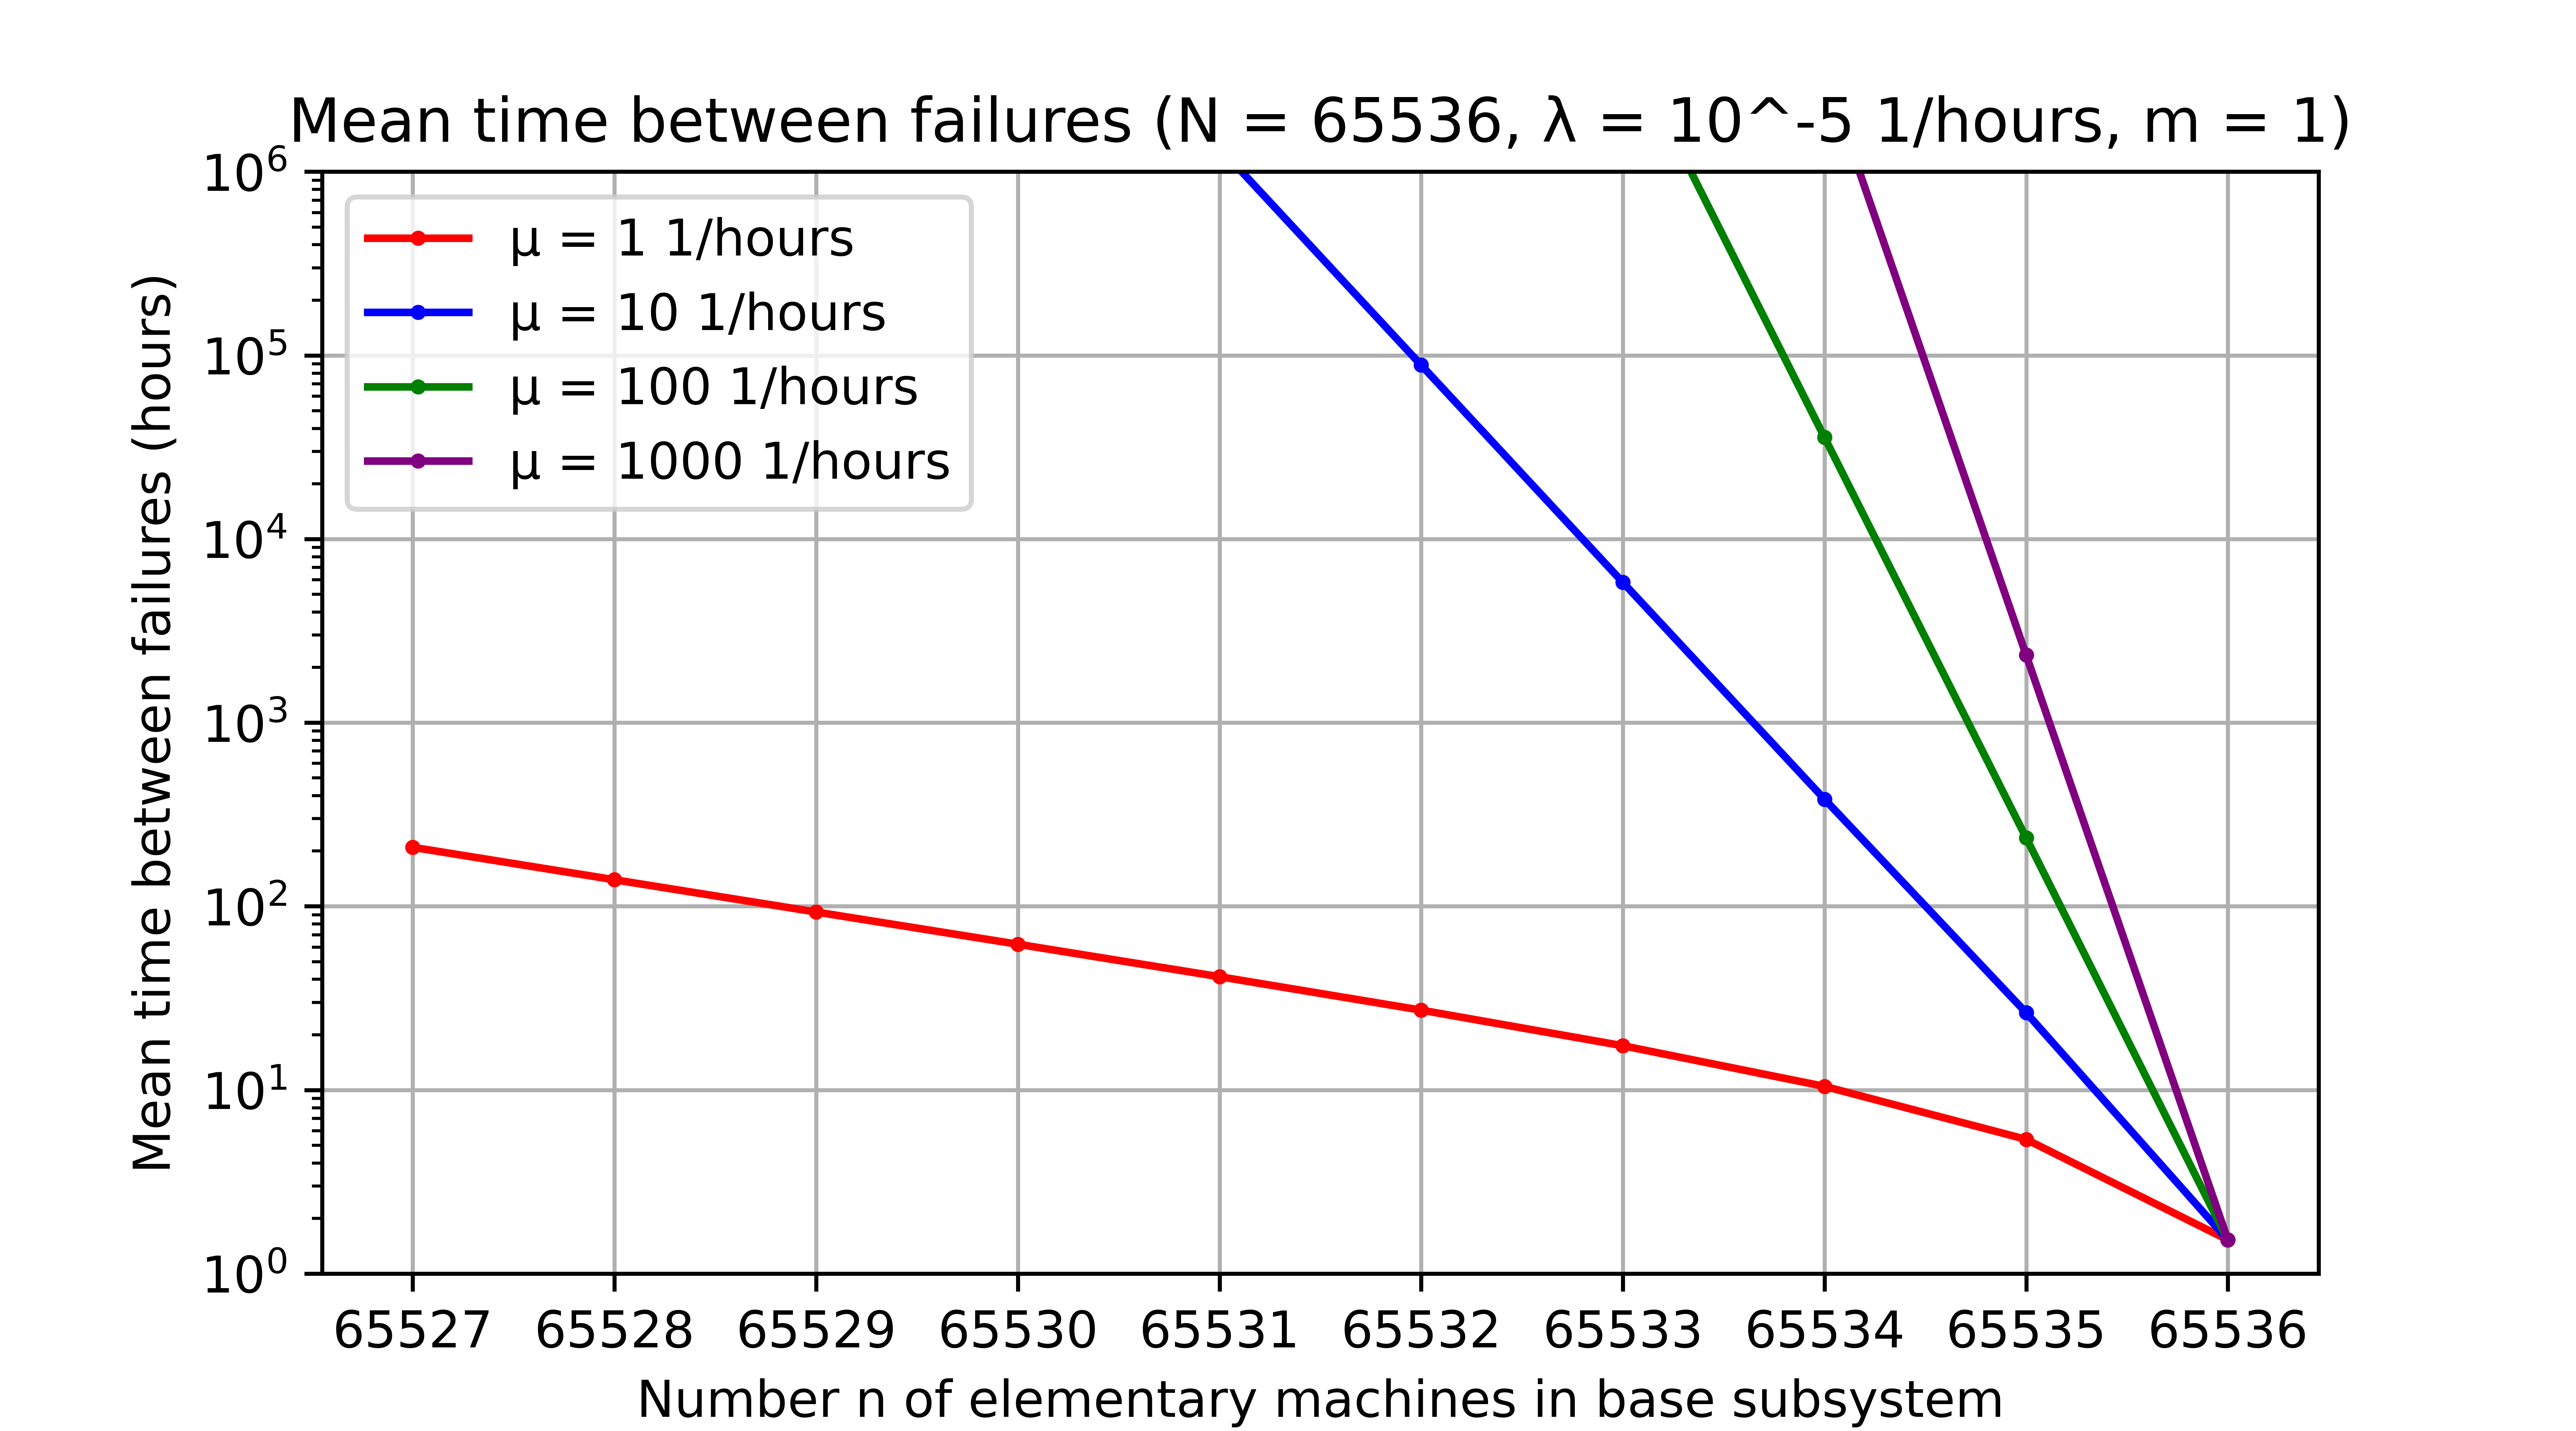 Mean time between failures (N = 65536, λ = 10^-5 1/hours, m = 1)
10⁶
10⁵
10⁴
10³
10²
10¹
10⁰
Mean time between failures (hours)
μ = 1 1/hours
μ = 10 1/hours
μ = 100 1/hours
μ = 1000 1/hours
65527 65528 65529 65530 65531 65532 65533 65534 65535 65536
Number n of elementary machines in base subsystem